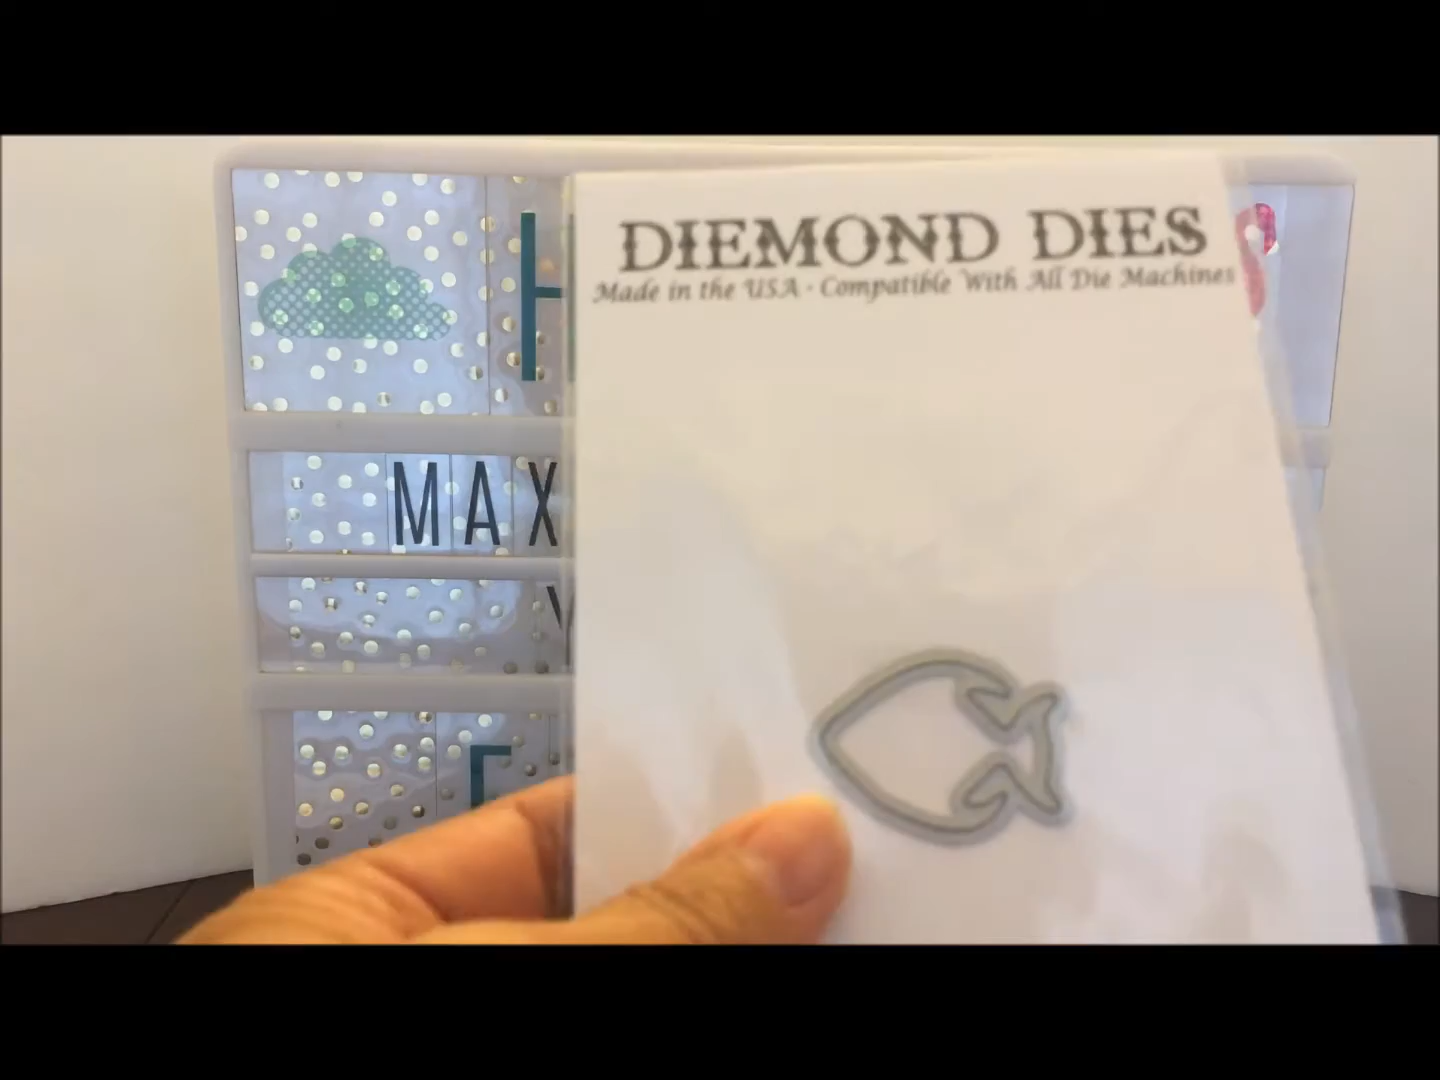 DIEMOND DIES
Made in the USA · Compatible With All Die Machines
H
MAX